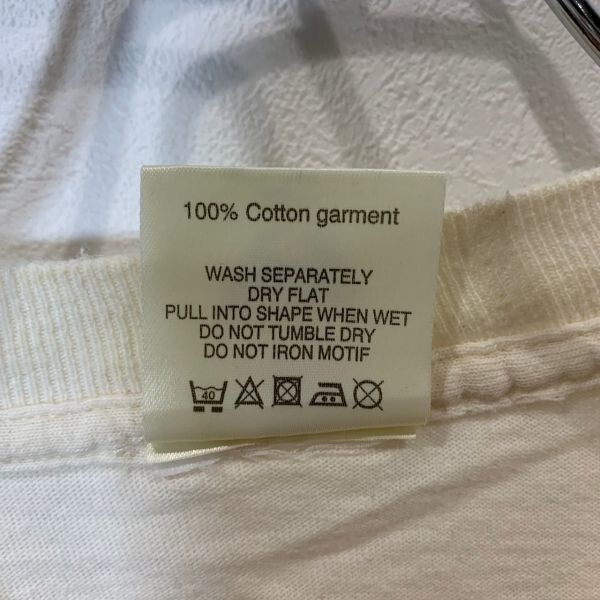 100% Cotton garment
WASH SEPARATELY
DRY FLAT
PULL INTO SHAPE WHEN WET
DO NOT TUMBLE DRY
DO NOT IRON MOTIF
40